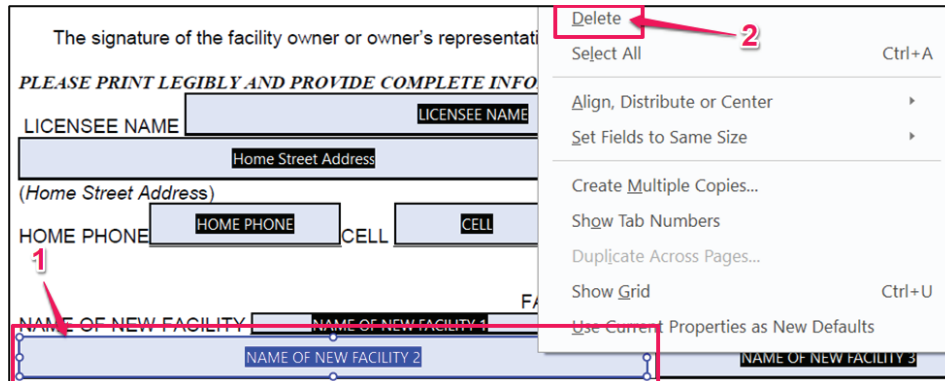 The signature of the facility owner or owner's representati
PLEASE PRINT LEGIBLY AND PROVIDE COMPLETE INFO
LICENSEE NAME LICENSEE NAME
Home Street Address
(Home Street Address)
HOME PHONE HOME PHONE CELL CELL
1
FA
NAME OF NEW FACILITY NAME OF NEW FACILITY 1
NAME OF NEW FACILITY 2 NAME OF NEW FACILITY 3
Delete
2
Select All Ctrl+A
Align, Distribute or Center
Set Fields to Same Size
Create Multiple Copies...
Show Tab Numbers
Duplicate Across Pages...
Show Grid Ctrl+U
Use Current Properties as New Defaults